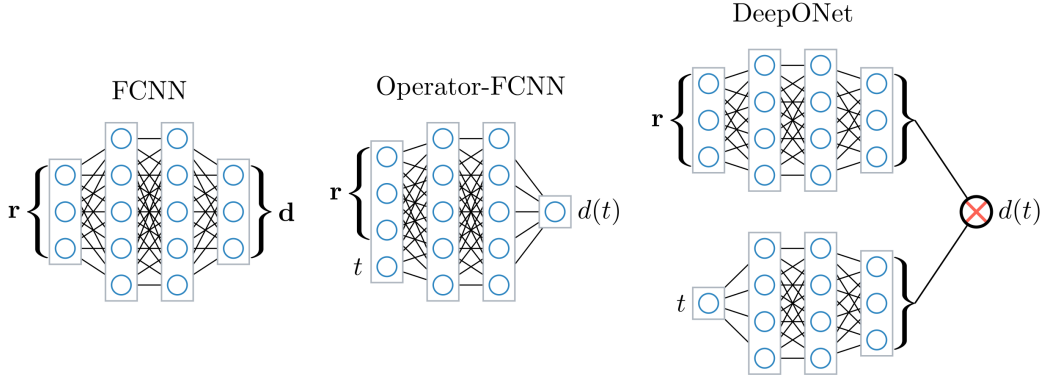 FCNN
r
d
Operator-FCNN
r
t
d(t)
DeepONet
r
t
d(t)